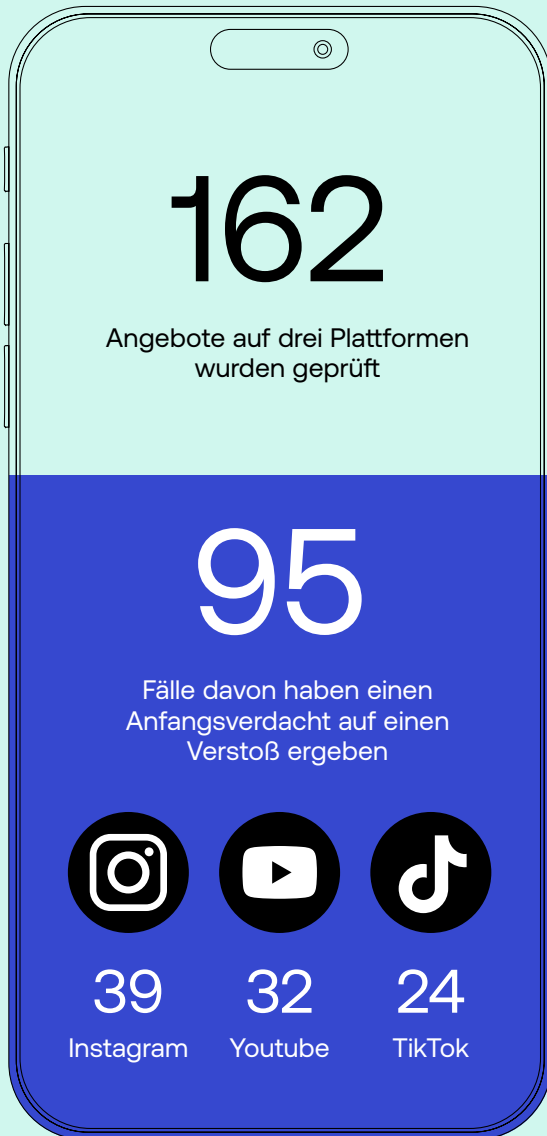 162
Angebote auf drei Plattformen
wurden geprüft
95
Fälle davon haben einen
Anfangsverdacht auf einen
Verstoß ergeben
39 32 24
Instagram Youtube TikTok